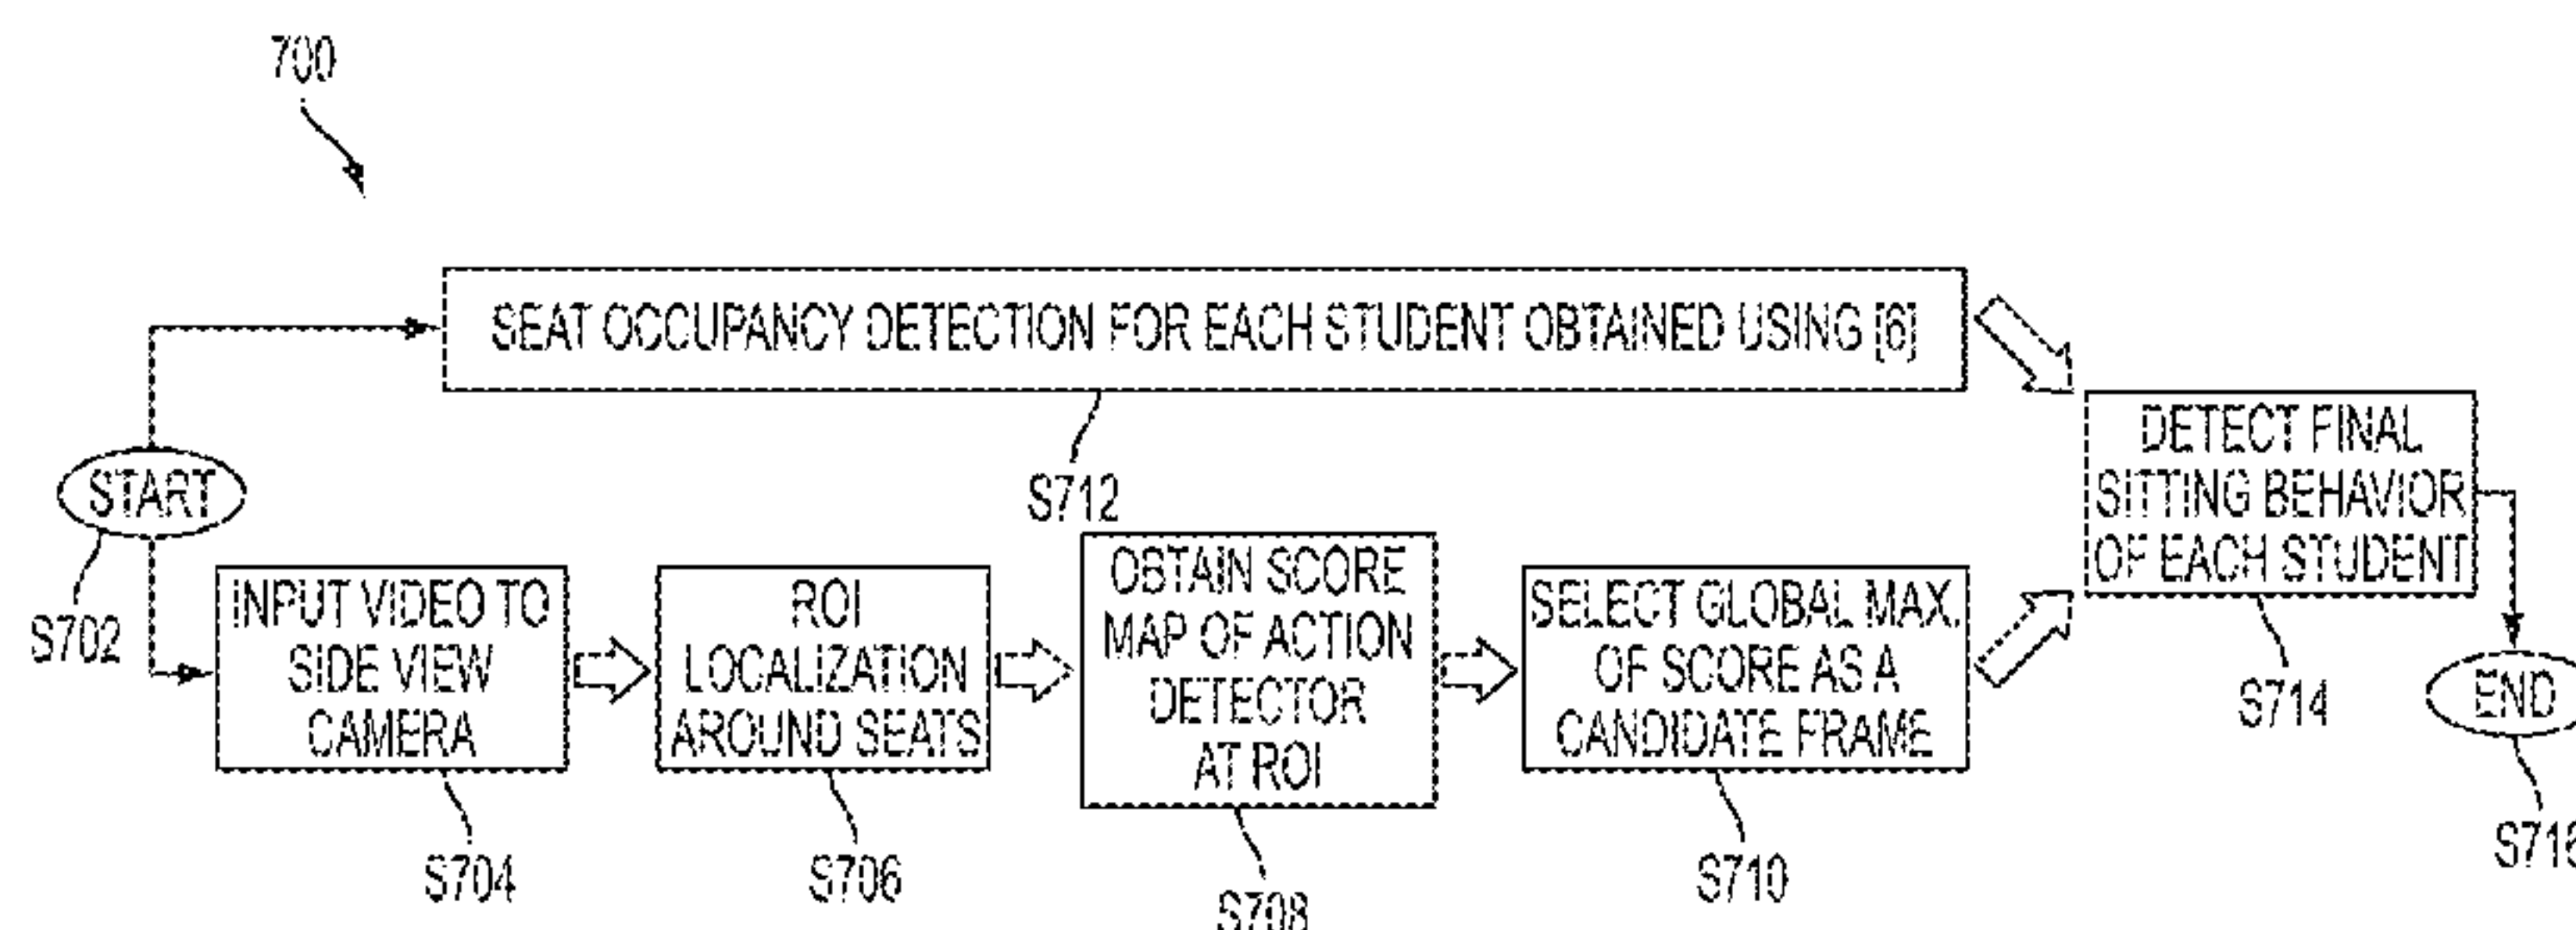 700
SEAT OCCUPANCY DETECTION FOR EACH STUDENT OBTAINED USING [6]
S712
START
S702
INPUT VIDEO TO
SIDE VIEW
CAMERA
S704
ROI
LOCALIZATION
AROUND SEATS
S706
OBTAIN SCORE
MAP OF ACTION
DETECTOR
AT ROI
S708
SELECT GLOBAL MAX.
OF SCORE AS A
CANDIDATE FRAME
S710
DETECT FINAL
SITTING BEHAVIOR
OF EACH STUDENT
S714
END